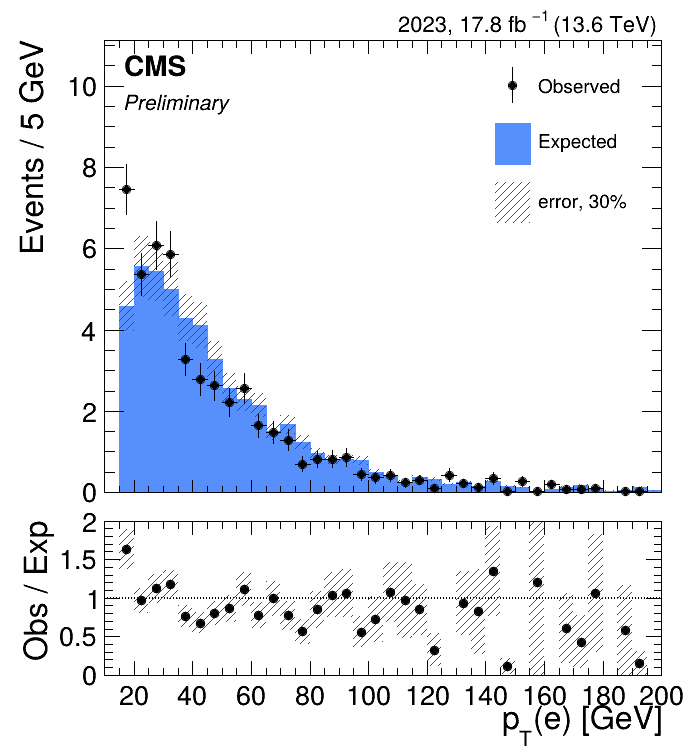 2023, 17.8 fb⁻¹ (13.6 TeV)
CMS
Preliminary
Observed
Expected
error, 30%
Events / 5 GeV
10
8
6
4
2
0
Obs / Exp
2
1.5
1
0.5
0
20 40 60 80 100 120 140 160 180 200
p_T(e) [GeV]